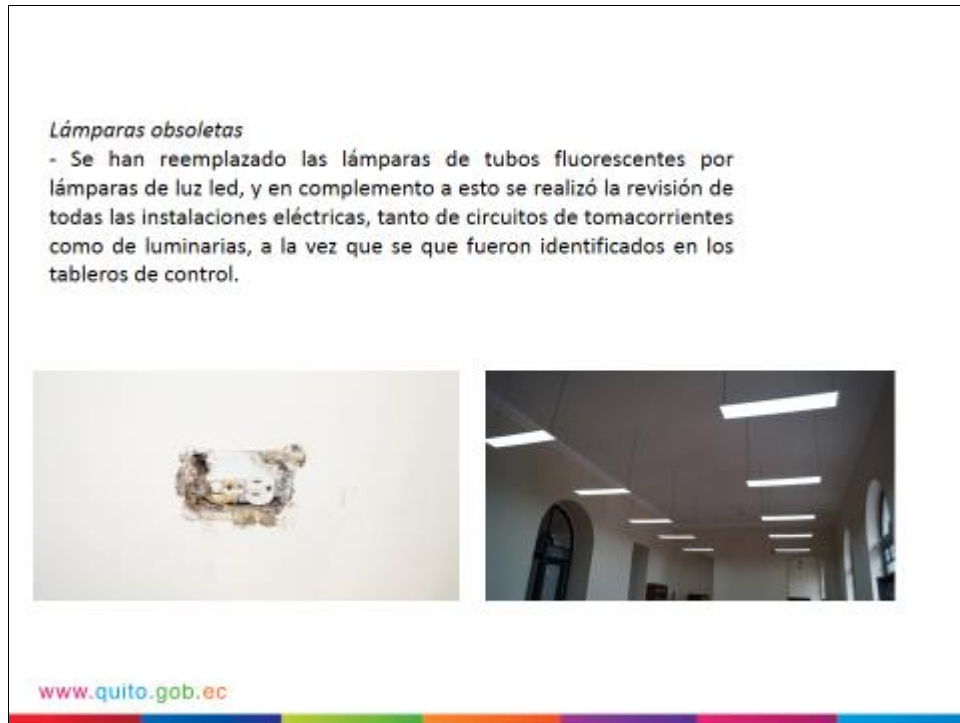 Lámparas obsoletas
- Se han reemplazado las lámparas de tubos fluorescentes por
lámparas de luz led, y en complemento a esto se realizó la revisión de
todas las instalaciones eléctricas, tanto de circuitos de tomacorrientes
como de luminarias, a la vez que se que fueron identificados en los
tableros de control.
www.quito.gob.ec